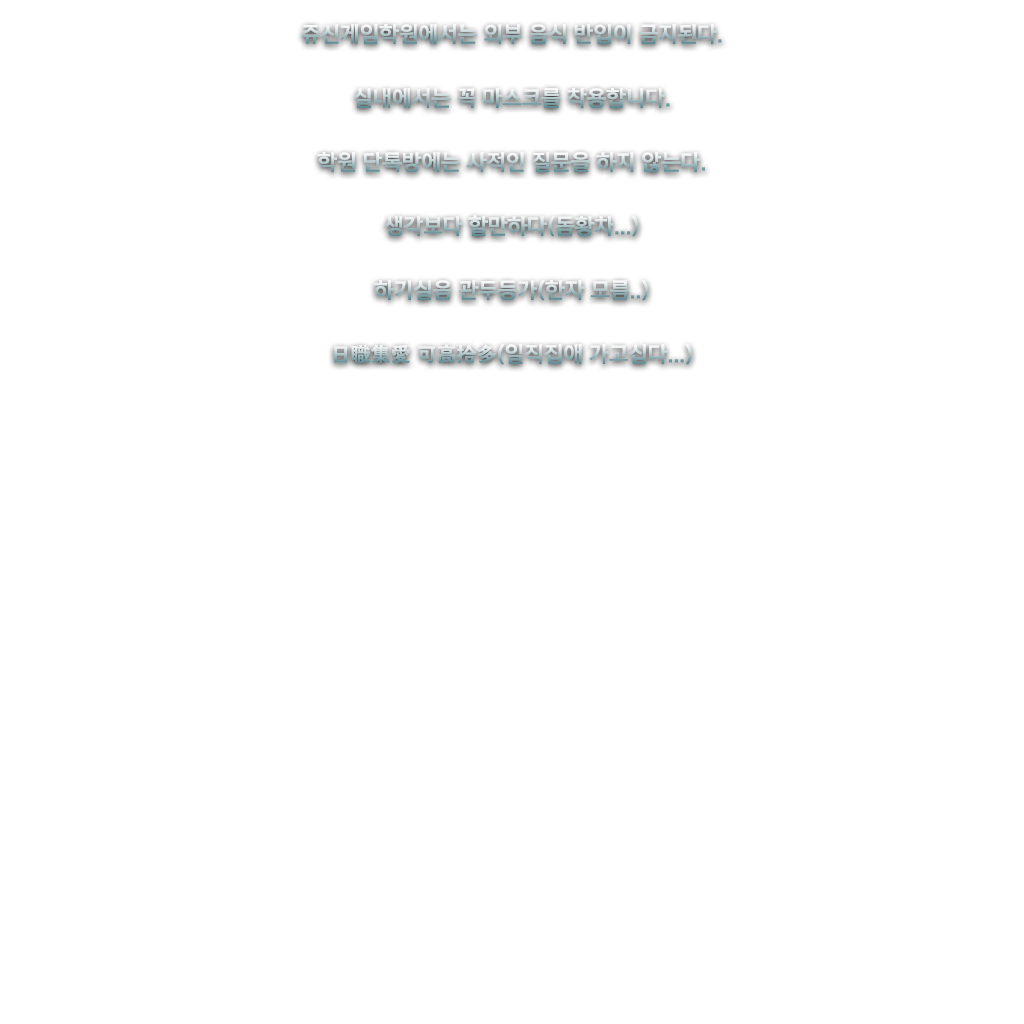 쥬신게임학원에서는 외부 음식 반입이 금지된다.
실내에서는 꼭 마스크를 착용합니다.
학원 단톡방에는 사적인 질문을 하지 않는다.
생각보다 할만하다(동황차...)
하기실음 관두등가(한자 모름..)
日職集愛 可高拾多(일직집애 가고십다...)